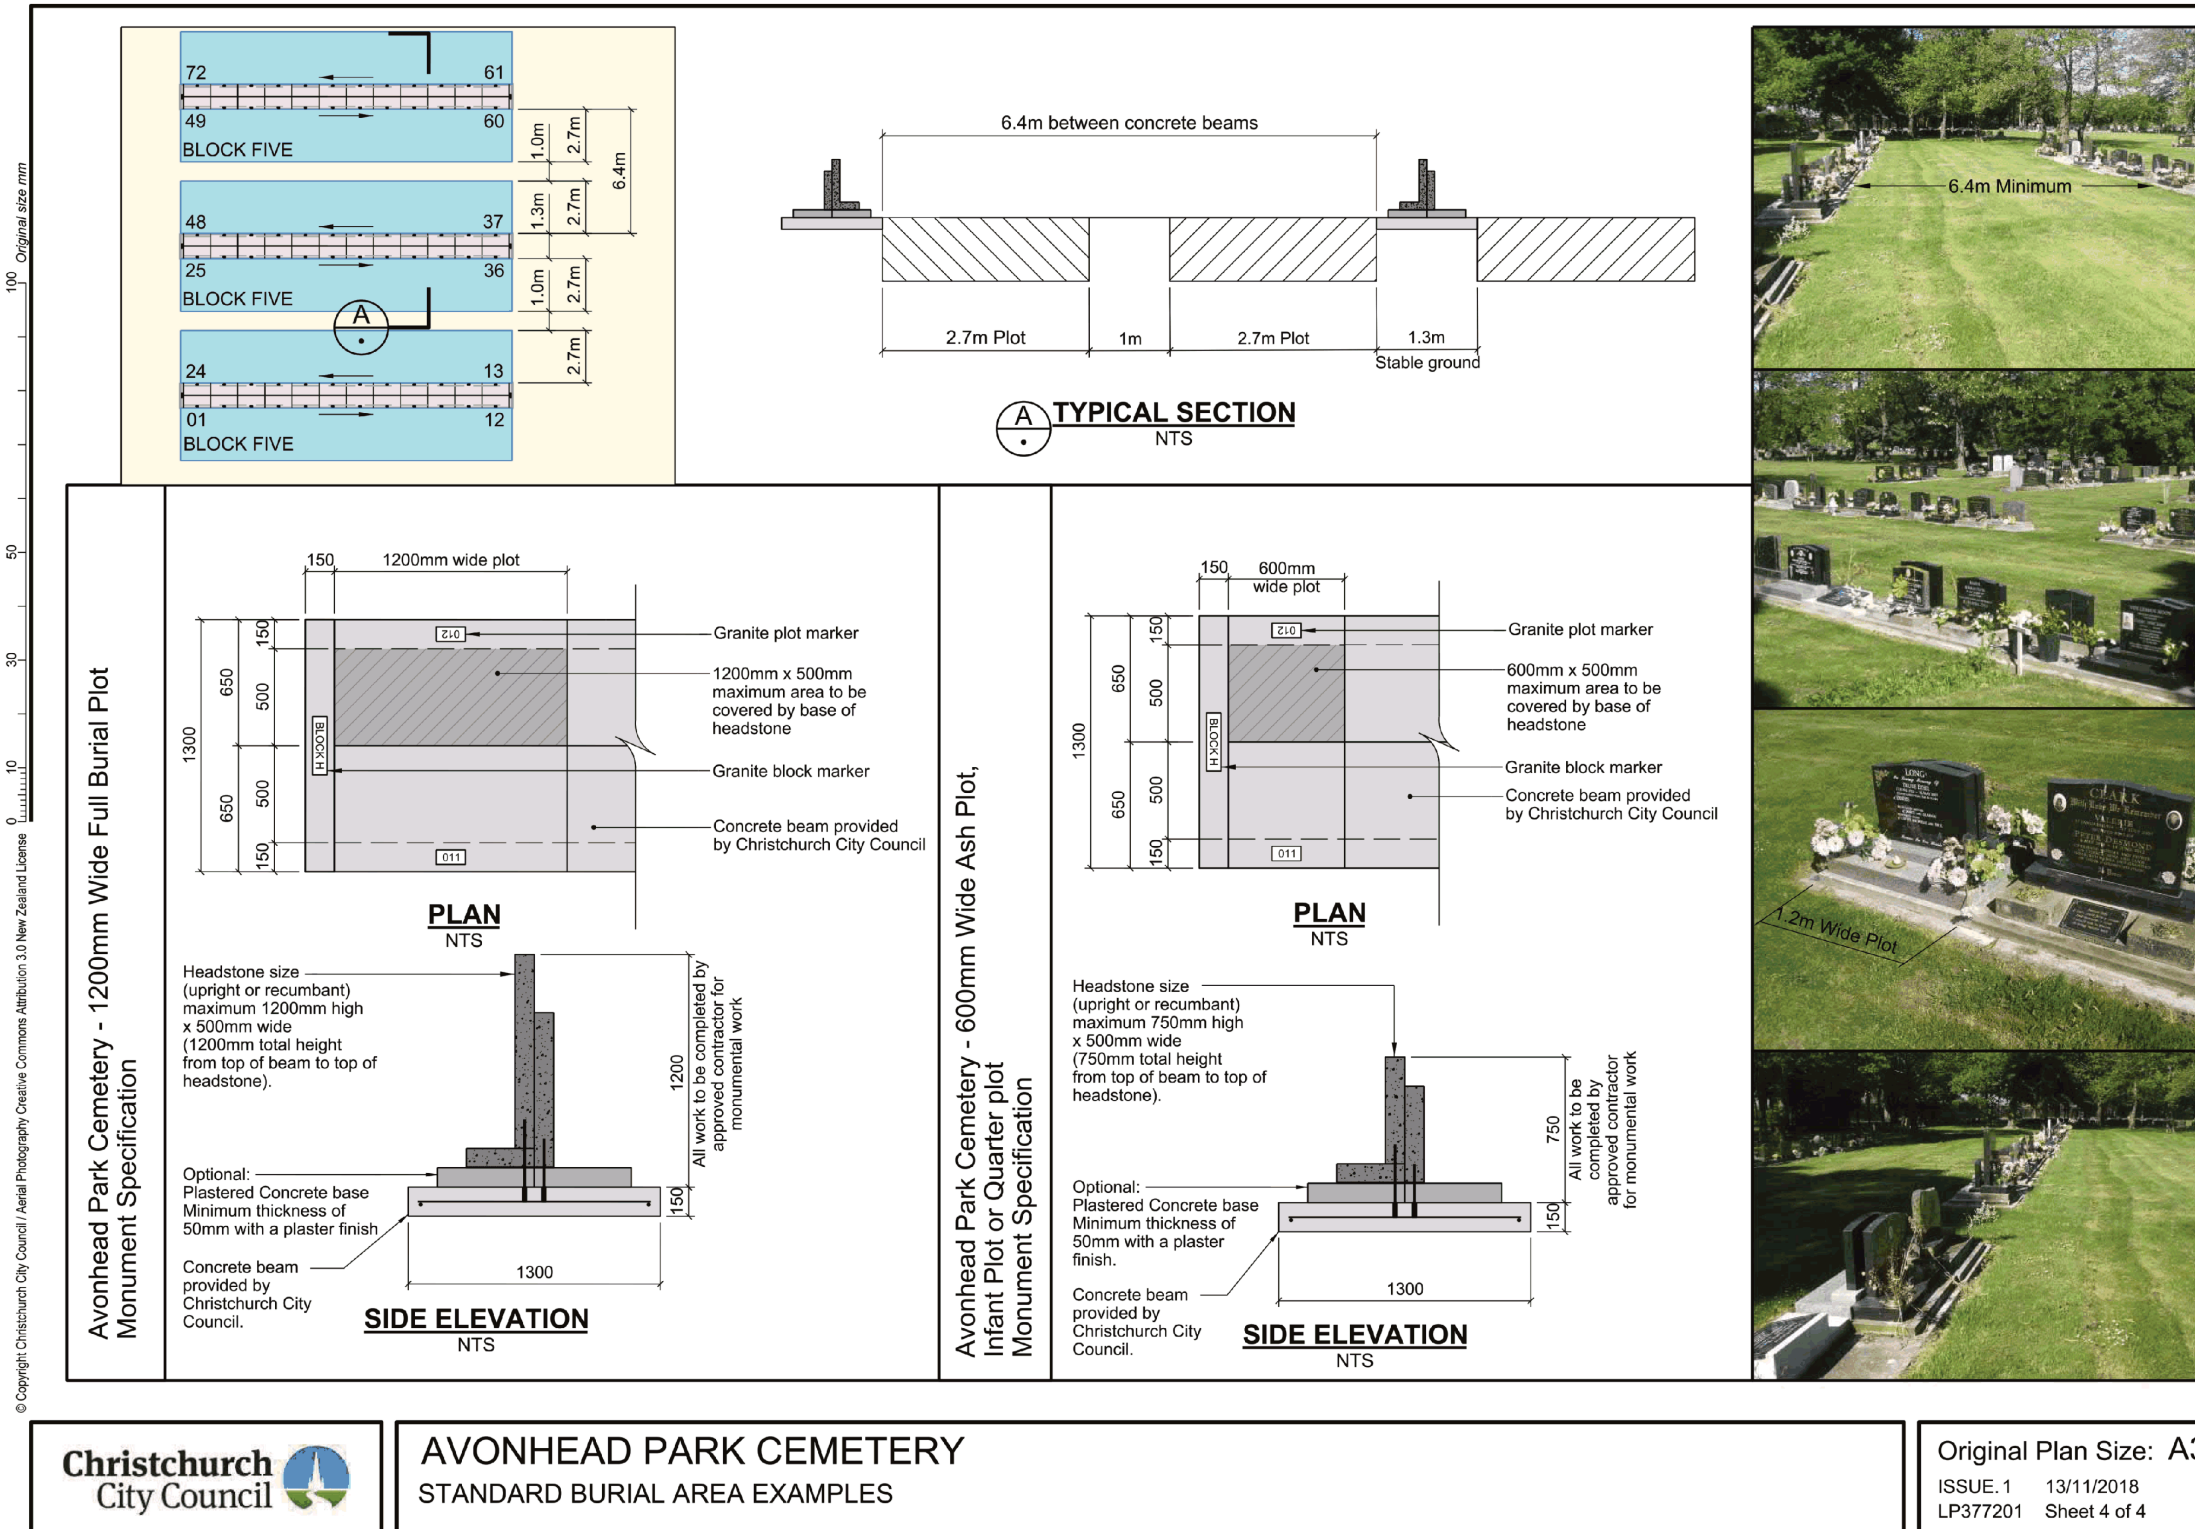 72
61
49
60
BLOCK FIVE
48
37
25
36
BLOCK FIVE
A
24
13
01
12
BLOCK FIVE
1.0m
2.7m
6.4m
1.3m
2.7m
1.0m
2.7m
2.7m
6.4m between concrete beams
2.7m Plot
1m
2.7m Plot
1.3m
Stable ground
A
TYPICAL SECTION
NTS
6.4m Minimum
1.2m Wide Plot
LONG
CLARK
VALERIE
PETER DESMOND
Avonhead Park Cemetery - 1200mm Wide Full Burial Plot
Monument Specification
150
1200mm wide plot
1300
650
650
150
500
500
150
012
BLOCK H
011
Granite plot marker
1200mm x 500mm
maximum area to be
covered by base of
headstone
Granite block marker
Concrete beam provided
by Christchurch City Council
PLAN
NTS
Headstone size
(upright or recumbant)
maximum 1200mm high
x 500mm wide
(1200mm total height
from top of beam to top of
headstone).
Optional:
Plastered Concrete base
Minimum thickness of
50mm with a plaster finish
Concrete beam
provided by
Christchurch City
Council.
1200
150
All work to be completed by
approved contractor for
monumental work
1300
SIDE ELEVATION
NTS
Avonhead Park Cemetery - 600mm Wide Ash Plot,
Infant Plot or Quarter plot
Monument Specification
150
600mm
wide plot
1300
650
650
150
500
500
150
012
BLOCK H
011
Granite plot marker
600mm x 500mm
maximum area to be
covered by base of
headstone
Granite block marker
Concrete beam provided
by Christchurch City Council
PLAN
NTS
Headstone size
(upright or recumbant)
maximum 750mm high
x 500mm wide
(750mm total height
from top of beam to top of
headstone).
Optional:
Plastered Concrete base
Minimum thickness of
50mm with a plaster
finish.
Concrete beam
provided by
Christchurch City
Council.
750
150
All work to be
completed by
approved contractor
for monumental work
1300
SIDE ELEVATION
NTS
0 10 30 50 100 Original size mm
© Copyright Christchurch City Council / Aerial Photography Creative Commons Attribution 3.0 New Zealand License
Christchurch
City Council
AVONHEAD PARK CEMETERY
STANDARD BURIAL AREA EXAMPLES
Original Plan Size: A3
ISSUE.1 13/11/2018
LP377201 Sheet 4 of 4